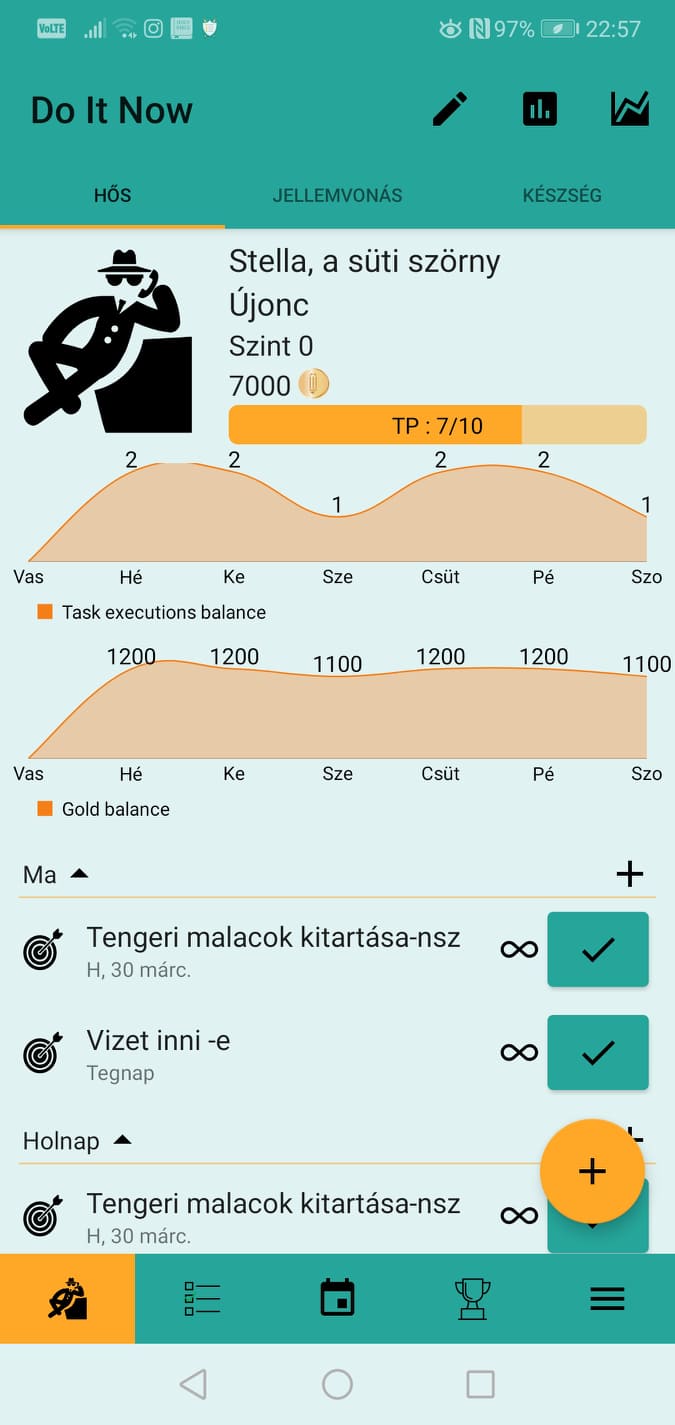 VoLTE
97%
22:57
Do It Now
HŐS
JELLEMVONÁS
KÉSZSÉG
Stella, a süti szörny
Újonc
Szint 0
7000
TP : 7/10
2 2 1 2 2 1
Vas Hé Ke Sze Csüt Pé Szo
Task executions balance
1200 1200 1100 1200 1200 1100
Vas Hé Ke Sze Csüt Pé Szo
Gold balance
Ma
Tengeri malacok kitartása-nsz
H, 30 márc.
Vizet inni -e
Tegnap
Holnap
Tengeri malacok kitartása-nsz
H, 30 márc.